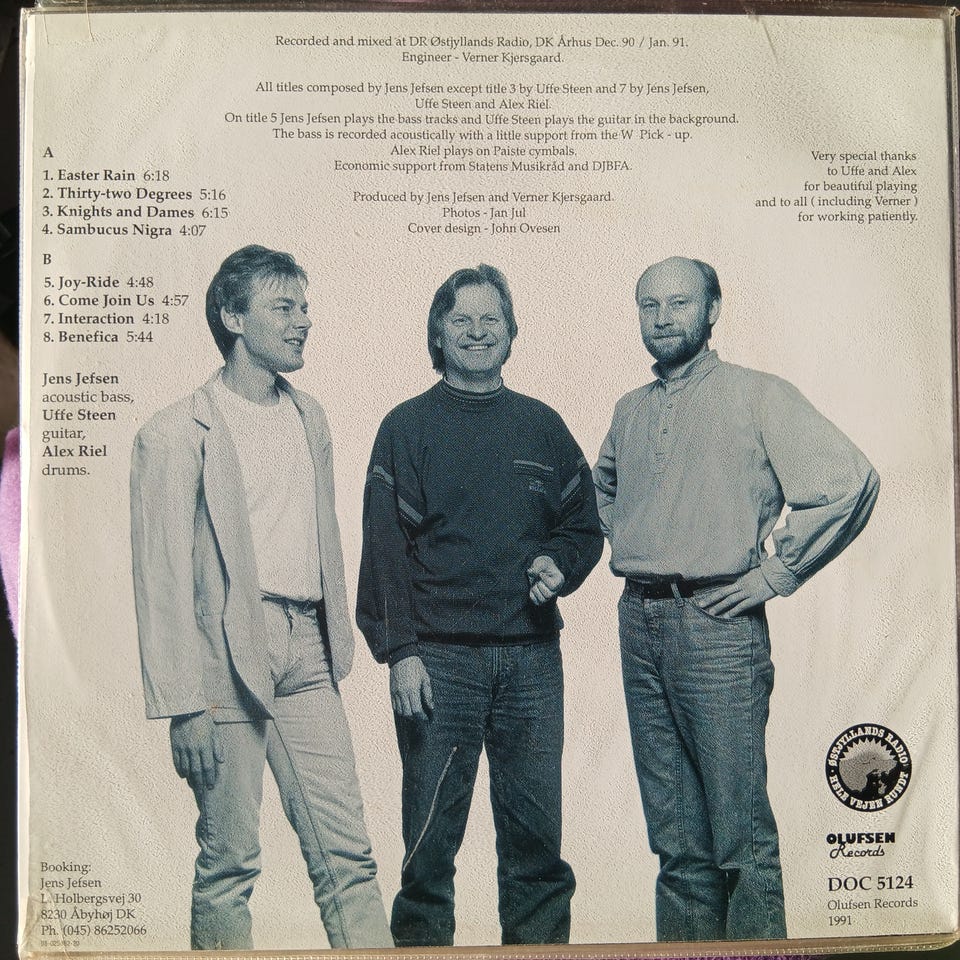 Recorded and mixed at DR Østjyllands Radio, DK Århus Dec. 90 / Jan. 91.
Engineer - Verner Kjersgaard.
All titles composed by Jens Jefsen except title 3 by Uffe Steen and 7 by Jens Jefsen,
Uffe Steen and Alex Riel.
On title 5 Jens Jefsen plays the bass tracks and Uffe Steen plays the guitar in the background.
The bass is recorded acoustically with a little support from the W Pick - up.
Alex Riel plays on Paiste cymbals.
Economic support from Statens Musikråd and DJBFA.
Produced by Jens Jefsen and Verner Kjersgaard.
Photos - Jan Jul
Cover design - John Ovesen
Very special thanks
to Uffe and Alex
for beautiful playing
and to all ( including Verner )
for working patiently.
A
1. Easter Rain 6:18
2. Thirty-two Degrees 5:16
3. Knights and Dames 6:15
4. Sambucus Nigra 4:07
B
5. Joy-Ride 4:48
6. Come Join Us 4:57
7. Interaction 4:18
8. Benefica 5:44
Jens Jefsen
acoustic bass,
Uffe Steen
guitar,
Alex Riel
drums.
Booking:
Jens Jefsen
L. Holbergsvej 30
8230 Åbyhøj DK
Ph. (045) 86252066
ØSTJYLLANDS RADIO
HELE VEJEN RUNDT
OLUFSEN
Records
DOC 5124
Olufsen Records
1991